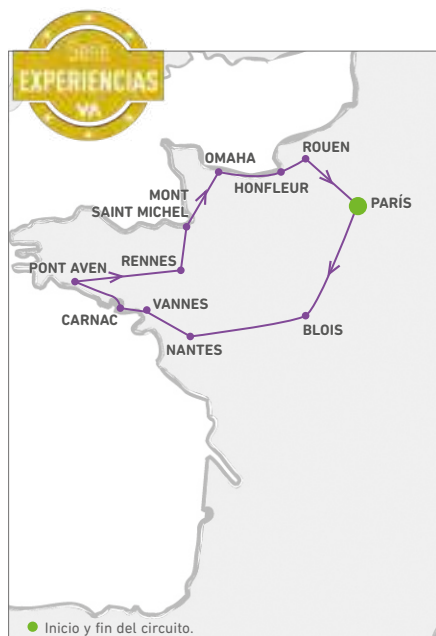 Serie
EXPERIENCIAS
VA
ROUEN
OMAHA
HONFLEUR
PARÍS
MONT
SAINT MICHEL
RENNES
PONT AVEN
VANNES
CARNAC
NANTES
BLOIS
Inicio y fin del circuito.